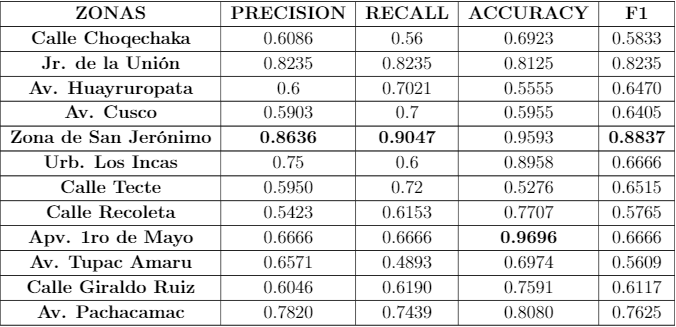 ZONAS PRECISION RECALL ACCURACY F1
Calle Choqechaka 0.6086 0.56 0.6923 0.5833
Jr. de la Unión 0.8235 0.8235 0.8125 0.8235
Av. Huayruropata 0.6 0.7021 0.5555 0.6470
Av. Cusco 0.5903 0.7 0.5955 0.6405
Zona de San Jerónimo 0.8636 0.9047 0.9593 0.8837
Urb. Los Incas 0.75 0.6 0.8958 0.6666
Calle Tecte 0.5950 0.72 0.5276 0.6515
Calle Recoleta 0.5423 0.6153 0.7707 0.5765
Apv. 1ro de Mayo 0.6666 0.6666 0.9696 0.6666
Av. Tupac Amaru 0.6571 0.4893 0.6974 0.5609
Calle Giraldo Ruiz 0.6046 0.6190 0.7591 0.6117
Av. Pachacamac 0.7820 0.7439 0.8080 0.7625